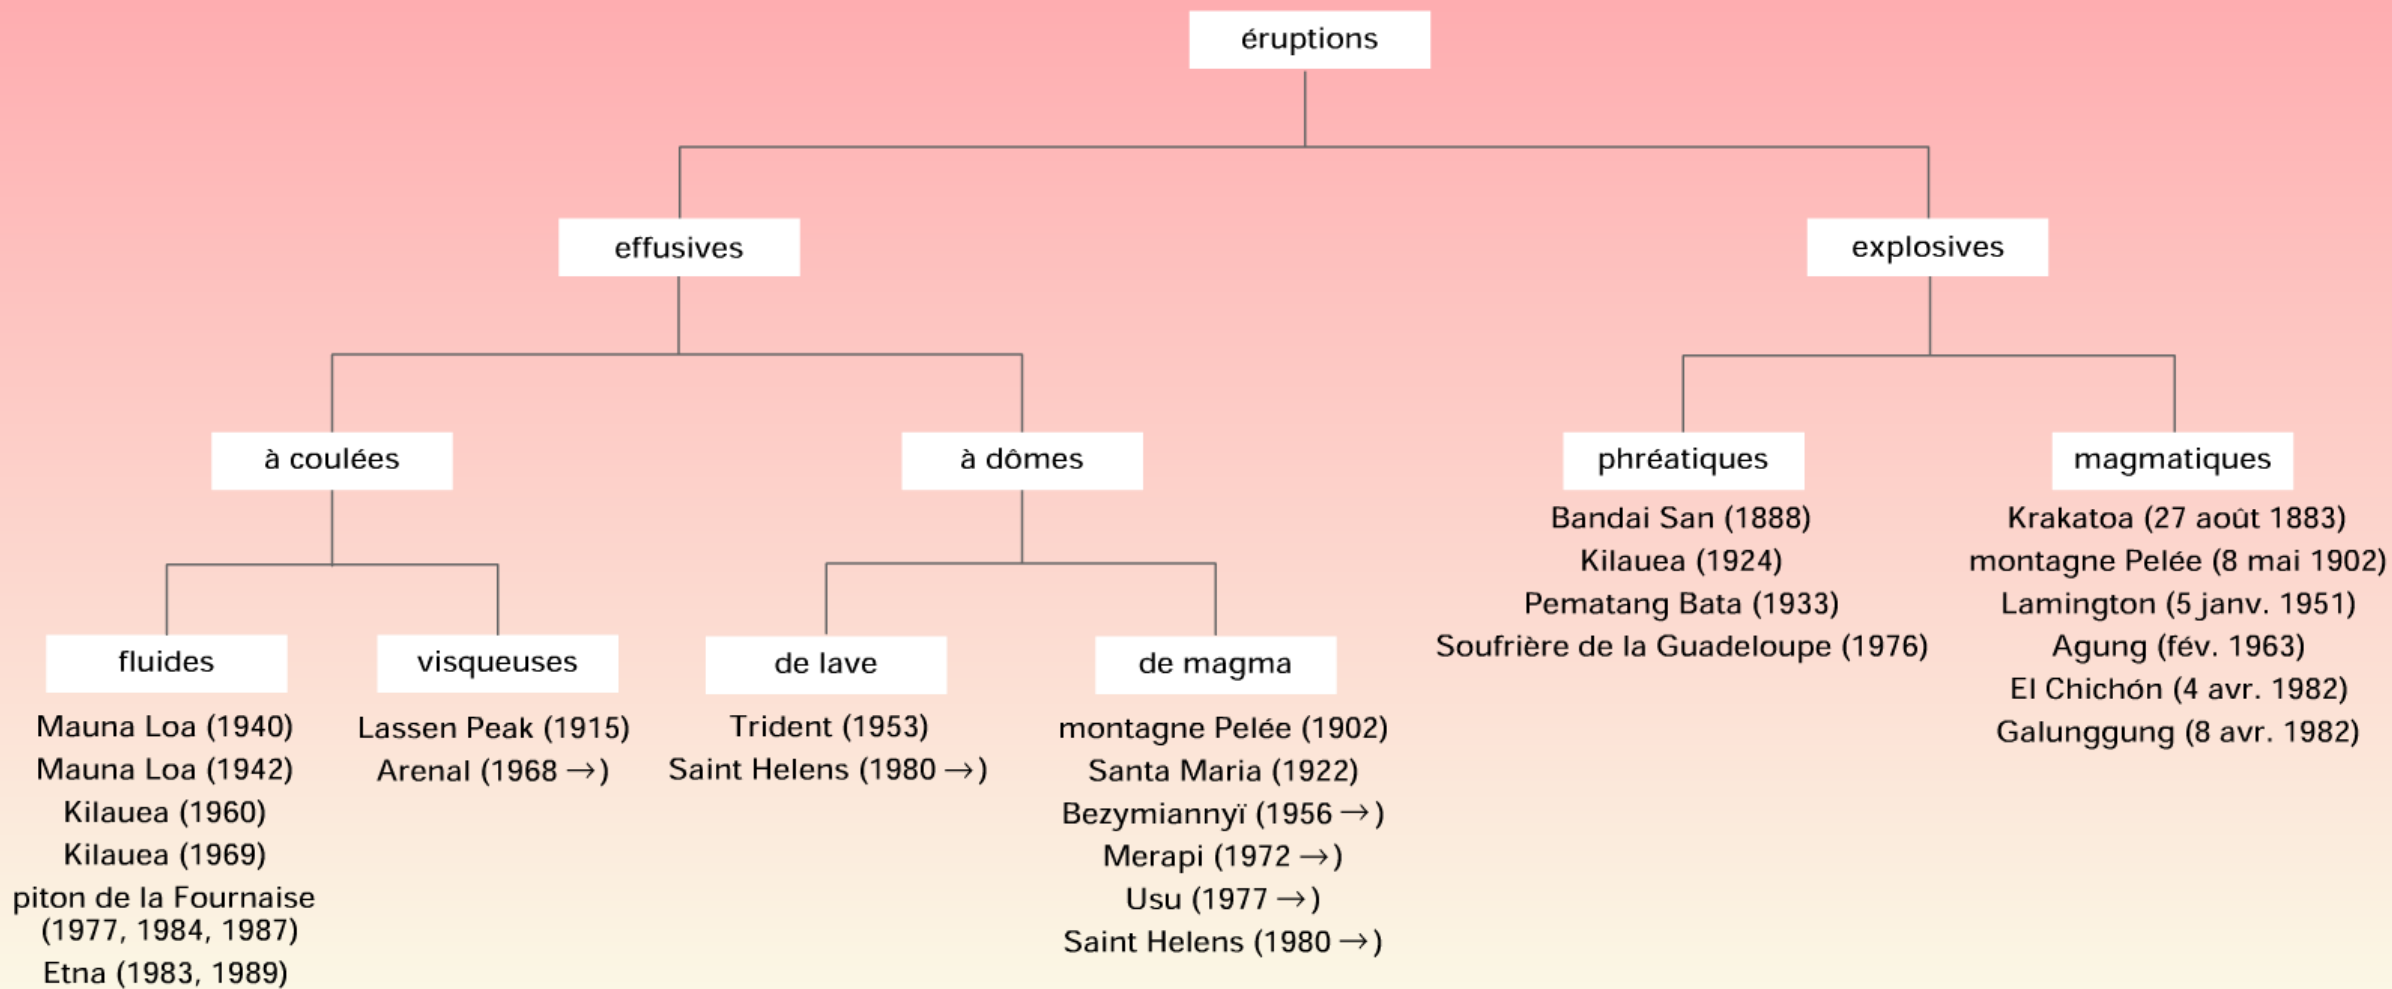 éruptions
effusives
explosives
à coulées
à dômes
phréatiques
magmatiques
Bandai San (1888)
Kilauea (1924)
Pematang Bata (1933)
Soufrière de la Guadeloupe (1976)
Krakatoa (27 août 1883)
montagne Pelée (8 mai 1902)
Lamington (5 janv. 1951)
Agung (fév. 1963)
El Chichón (4 avr. 1982)
Galunggung (8 avr. 1982)
fluides
visqueuses
de lave
de magma
Mauna Loa (1940)
Mauna Loa (1942)
Kilauea (1960)
Kilauea (1969)
piton de la Fournaise
(1977, 1984, 1987)
Etna (1983, 1989)
Lassen Peak (1915)
Arenal (1968 →)
Trident (1953)
Saint Helens (1980 →)
montagne Pelée (1902)
Santa Maria (1922)
Bezymiannyï (1956 →)
Merapi (1972 →)
Usu (1977 →)
Saint Helens (1980 →)